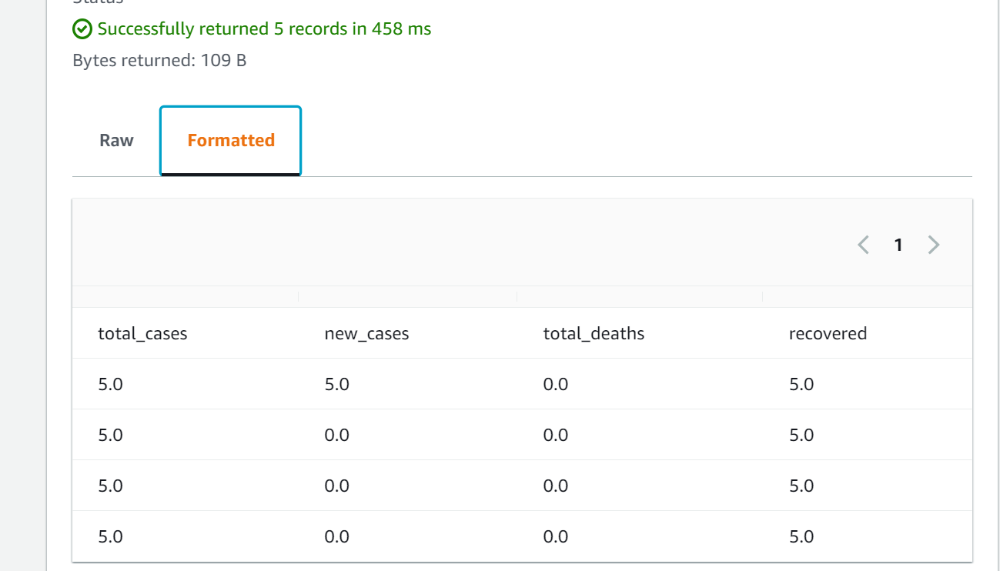 Status
Successfully returned 5 records in 458 ms
Bytes returned: 109 B
Raw Formatted
1
total_cases new_cases total_deaths recovered
5.0 5.0 0.0 5.0
5.0 0.0 0.0 5.0
5.0 0.0 0.0 5.0
5.0 0.0 0.0 5.0